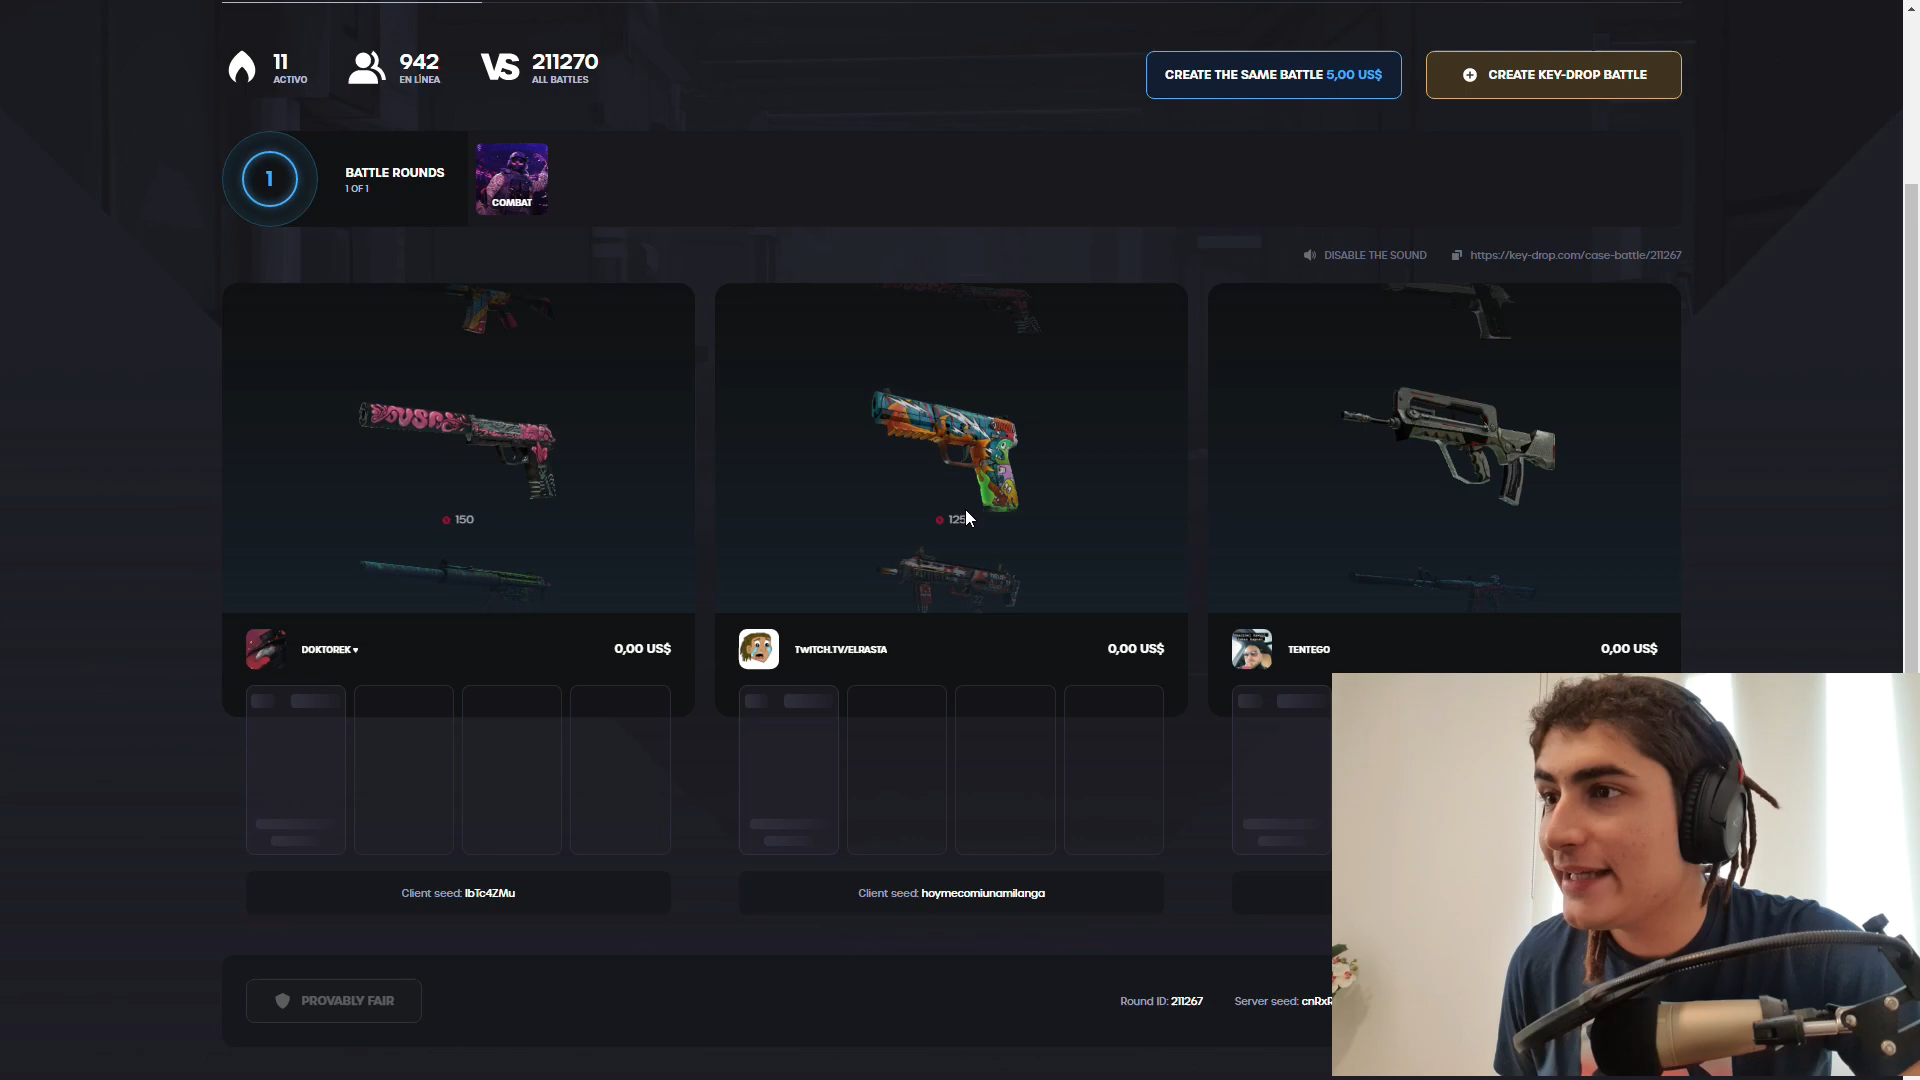 11
ACTIVO
942
EN LÍNEA
VS
211270
ALL BATTLES
CREATE THE SAME BATTLE 5,00 US$
CREATE KEY-DROP BATTLE
1
BATTLE ROUNDS
1 OF 1
COMBAT
DISABLE THE SOUND
https://key-drop.com/case-battle/211267
150
125
DOKTOREK
0,00 US$
TWITCH.TV/ELRASTA
0,00 US$
TENTEGO
0,00 US$
Client seed: lbTc4ZMu
Client seed: hoymecomiunamilanga
PROVABLY FAIR
Round ID: 211267
Server seed: